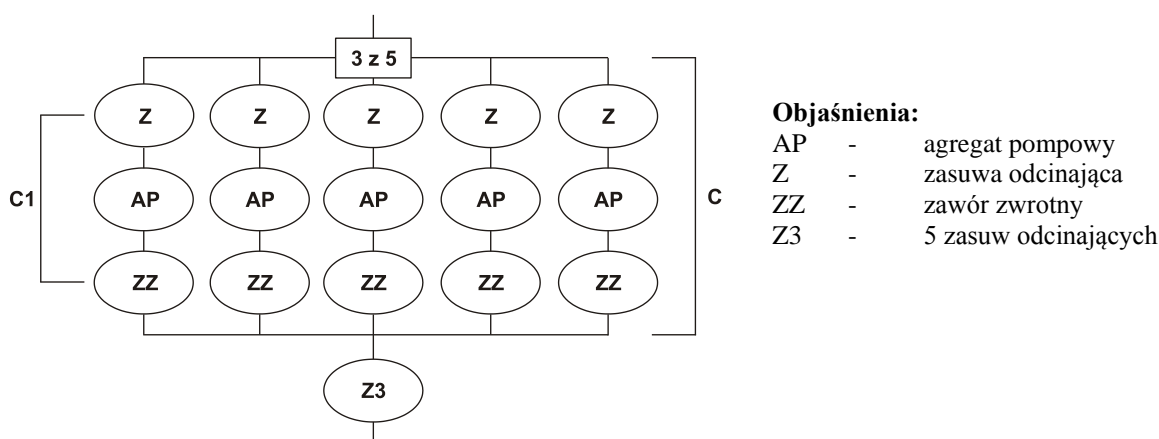 3 z 5
Z Z Z Z Z
C1 AP AP AP AP AP C
ZZ ZZ ZZ ZZ ZZ
Z3
Objaśnienia:
AP - agregat pompowy
Z - zasuwa odcinająca
ZZ - zawór zwrotny
Z3 - 5 zasuw odcinających